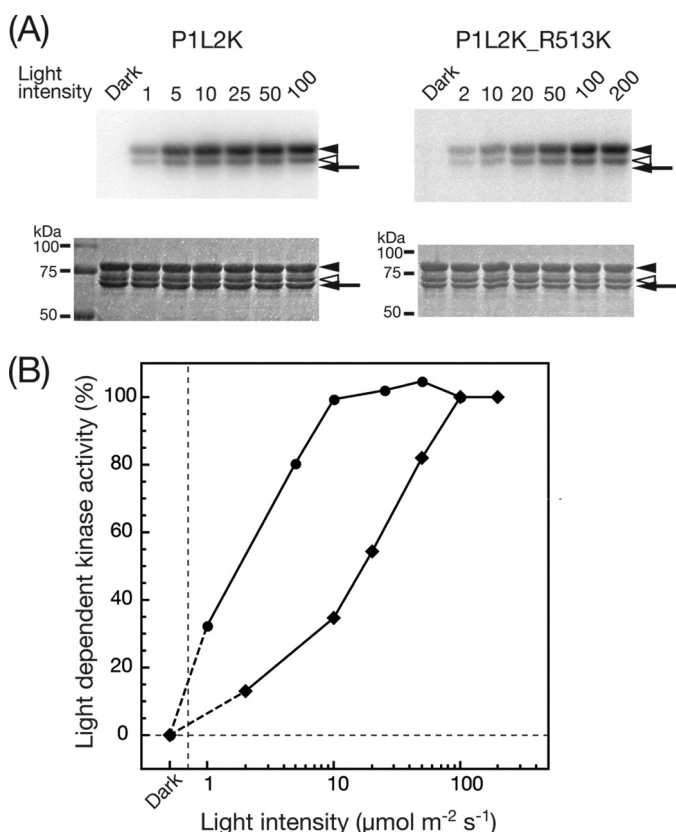 (A)
P1L2K
P1L2K_R513K
Light intensity
Dark 1 5 10 25 50 100
Dark 2 10 20 50 100 200
kDa
100
75
50
kDa
100
75
50
(B)
Light dependent kinase activity (%)
100
80
60
40
20
0
Dark 1 10 100
Light intensity (μmol m⁻² s⁻¹)